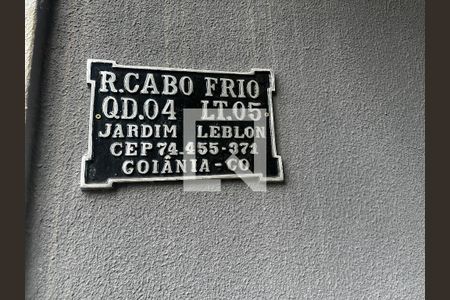 R.CABO FRIO
QD.04 LT.05
JARDIM LEBLON
CEP 74.455-371
GOIÂNIA-GO